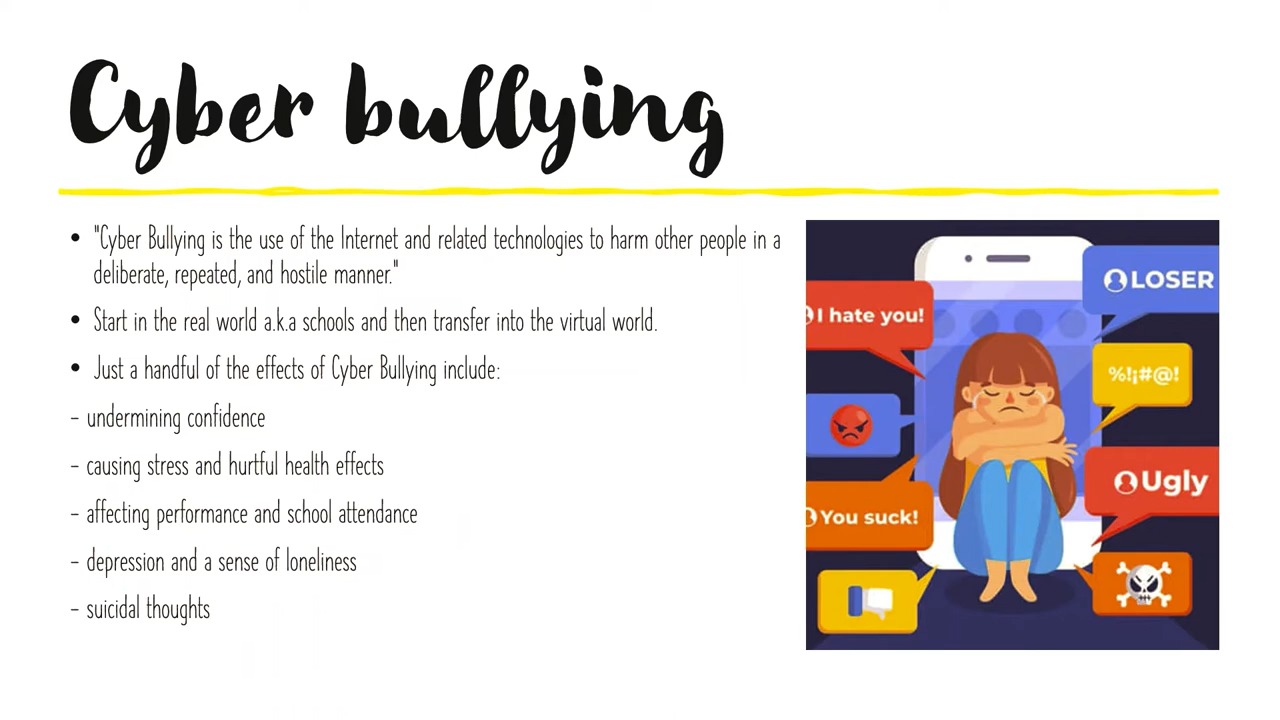 Cyber bullying
• "Cyber Bullying is the use of the Internet and related technologies to harm other people in a
deliberate, repeated, and hostile manner."
• Start in the real world a.k.a schools and then transfer into the virtual world.
• Just a handful of the effects of Cyber Bullying include:
- undermining confidence
- causing stress and hurtful health effects
- affecting performance and school attendance
- depression and a sense of loneliness
- suicidal thoughts
LOSER
I hate you!
%!¡#@!
Ugly
You suck!